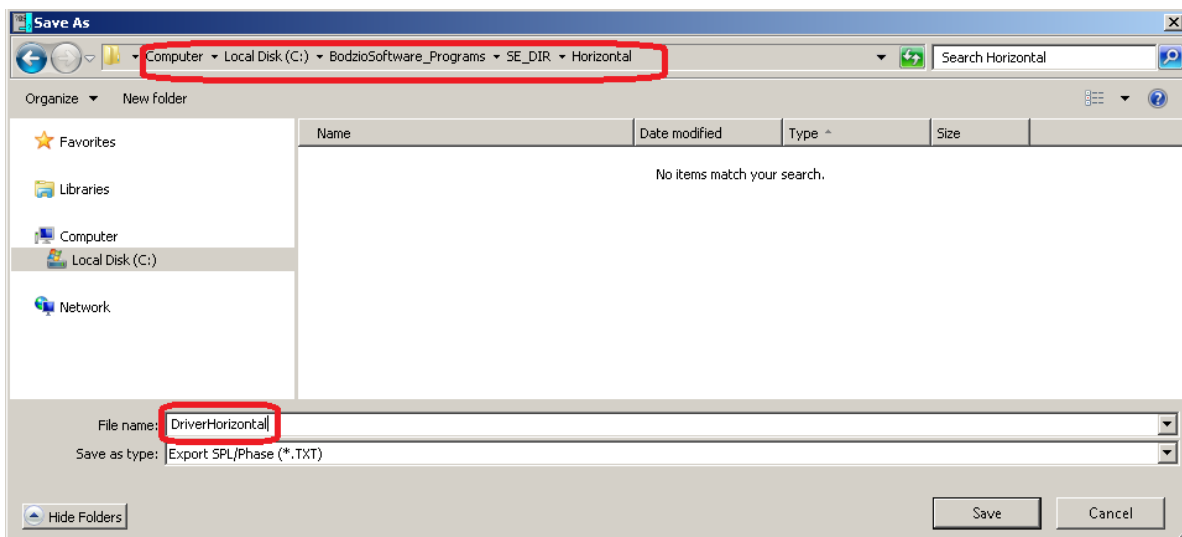 Save As
Computer Local Disk (C:) BodzioSoftware_Programs SE_DIR Horizontal Search Horizontal
Organize New folder
Name Date modified Type Size
Favorites
No items match your search.
Libraries
Computer
Local Disk (C:)
Network
File name: DriverHorizontal
Save as type: Export SPL/Phase (*.TXT)
Hide Folders Save Cancel